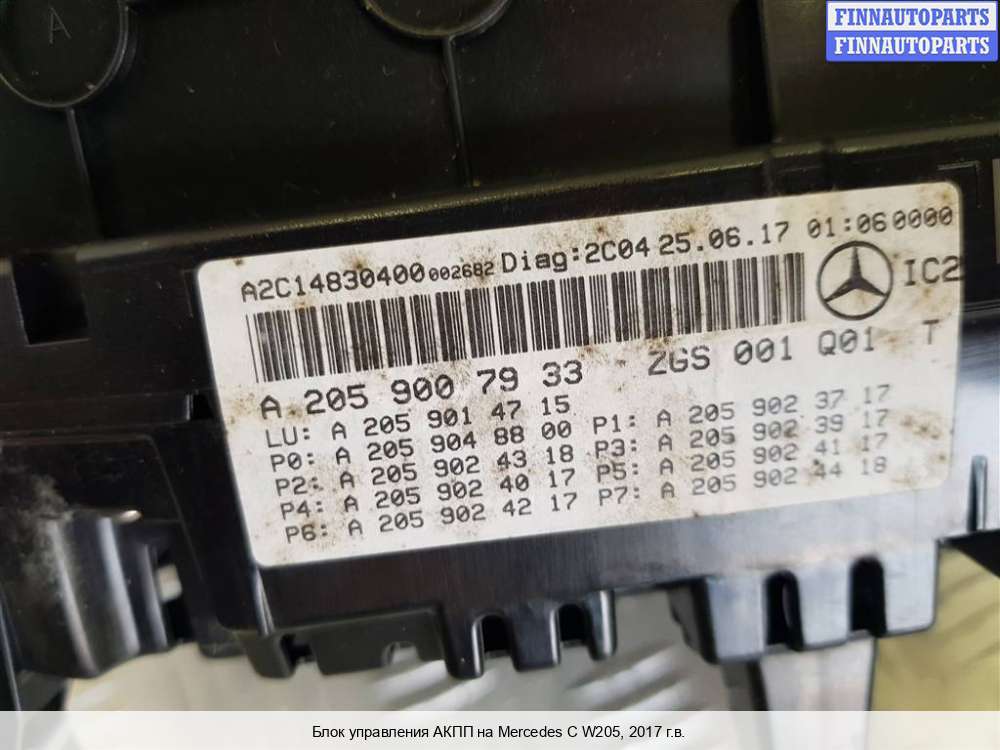 FINNAUTOPARTS
FINNAUTOPARTS
A
A2C14830400 002682 Diag:2C04 25.06.17 01:06 0000
IC2
A 205 900 79 33 ZGS 001 Q01 T
LU: A 205 901 47 15
P0: A 205 904 88 00 P1: A 205 902 37 17
P2: A 205 902 43 18 P3: A 205 902 39 17
P4: A 205 902 40 17 P5: A 205 902 41 17
P6: A 205 902 42 17 P7: A 205 902 44 18
Блок управления АКПП на Mercedes C W205, 2017 г.в.